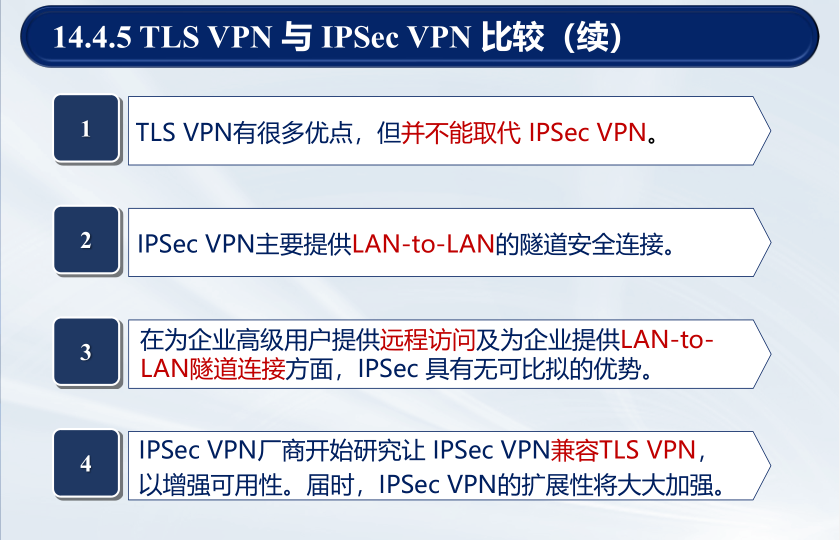 14.4.5 TLS VPN 与 IPSec VPN 比较（续）
1
TLS VPN有很多优点，但并不能取代 IPSec VPN。
2
IPSec VPN主要提供LAN-to-LAN的隧道安全连接。
3
在为企业高级用户提供远程访问及为企业提供LAN-to-
LAN隧道连接方面，IPSec 具有无可比拟的优势。
4
IPSec VPN厂商开始研究让 IPSec VPN兼容TLS VPN，
以增强可用性。届时，IPSec VPN的扩展性将大大加强。